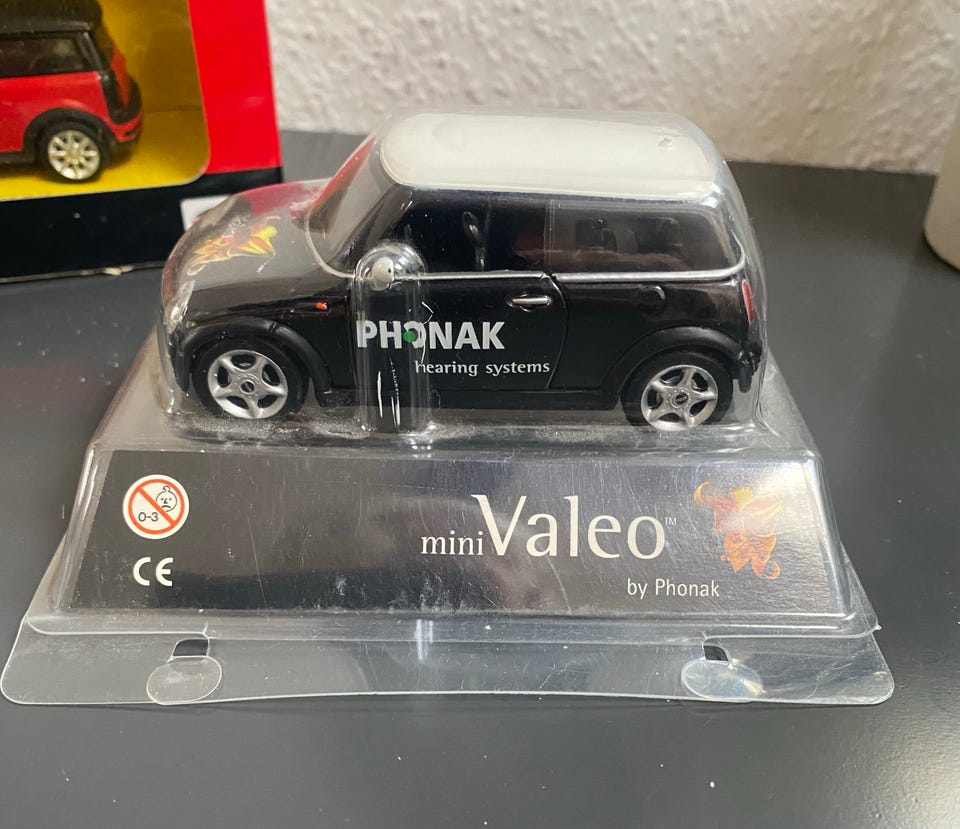 PHONAK
hearing systems
0-3
CE
miniValeo™
by Phonak